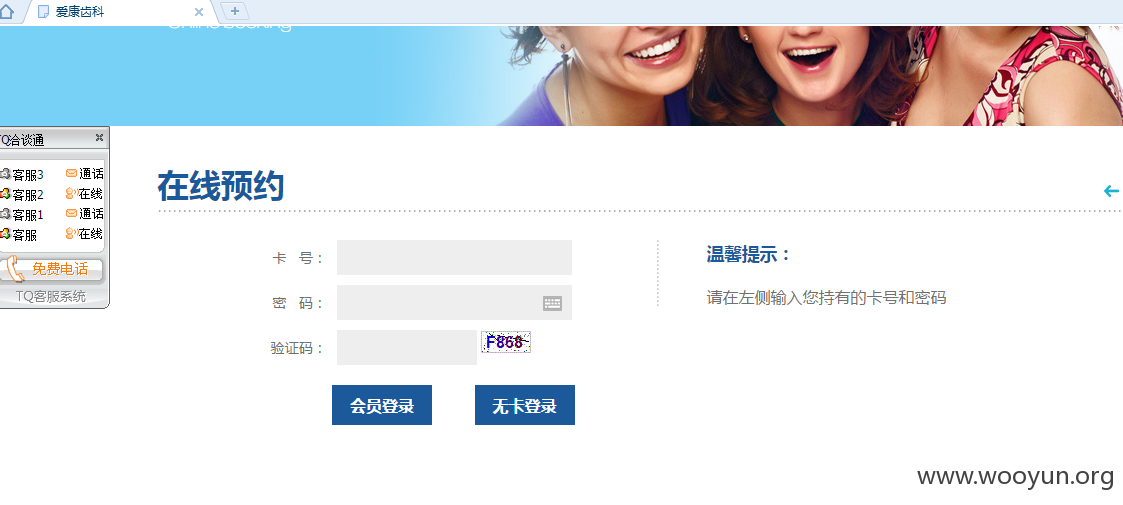 爱康齿科
Online Booking
TQ洽谈通
客服3 通话
客服2 在线
客服1 通话
客服 在线
免费电话
TQ客服系统
在线预约
卡 号：
密 码：
验证码： F868
会员登录 无卡登录
温馨提示：
请在左侧输入您持有的卡号和密码
www.wooyun.org